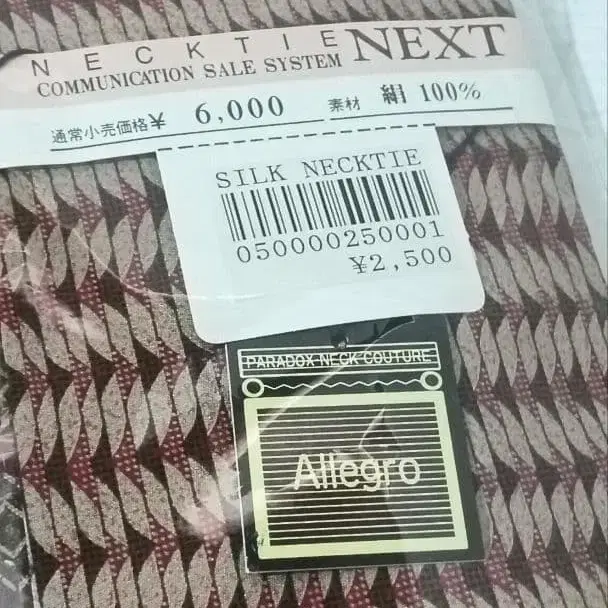 NECKTIE NEXT
COMMUNICATION SALE SYSTEM
通常小売価格¥ 6,000 素材 絹 100%
SILK NECKTIE
050000250001
¥2,500
PARADOX NECK COUTURE
Allegro